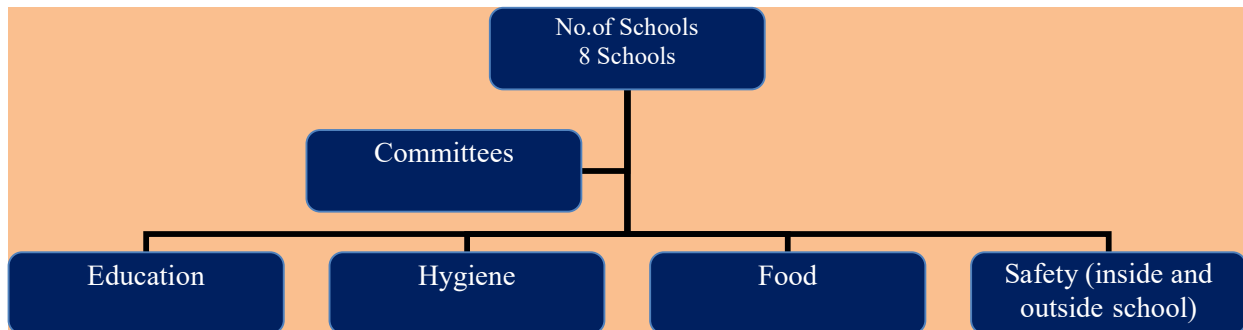 No.of Schools
8 Schools
Committees
Education
Hygiene
Food
Safety (inside and
outside school)